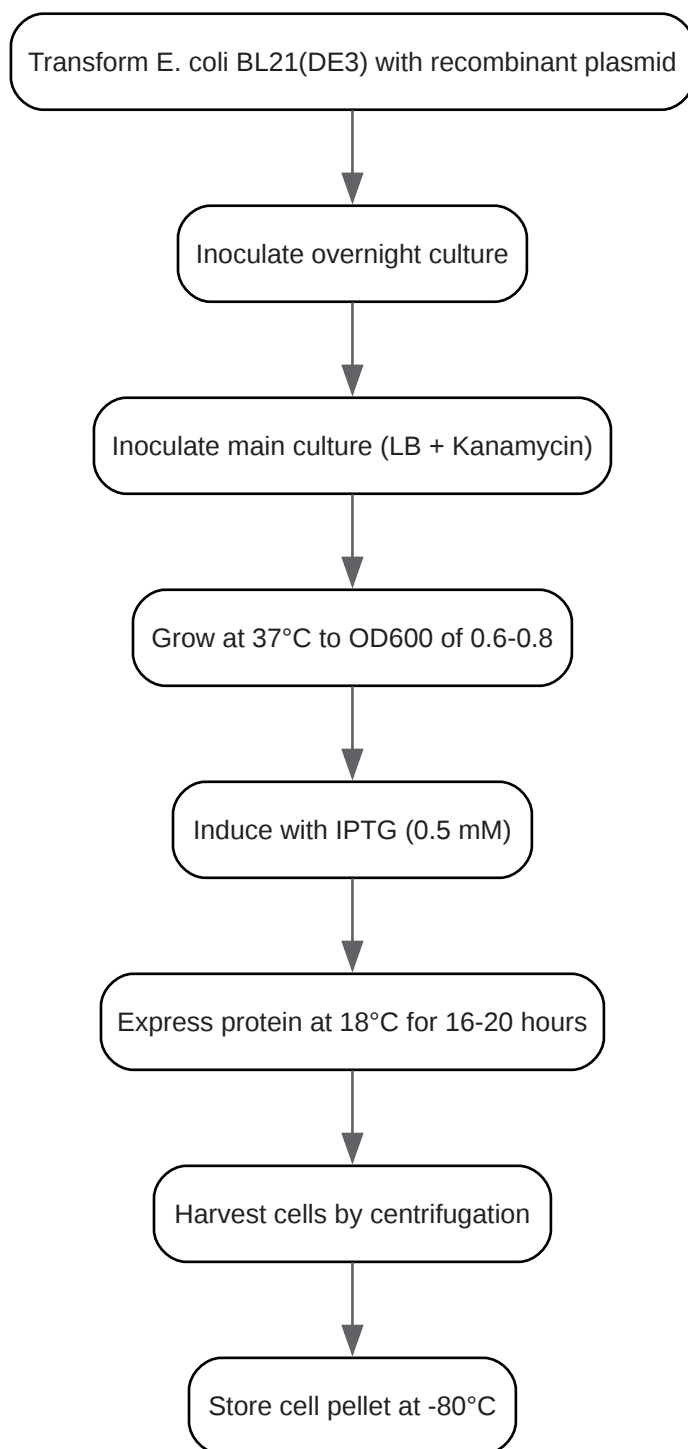 Transform E. coli BL21(DE3) with recombinant plasmid
Inoculate overnight culture
Inoculate main culture (LB + Kanamycin)
Grow at 37°C to OD600 of 0.6-0.8
Induce with IPTG (0.5 mM)
Express protein at 18°C for 16-20 hours
Harvest cells by centrifugation
Store cell pellet at -80°C